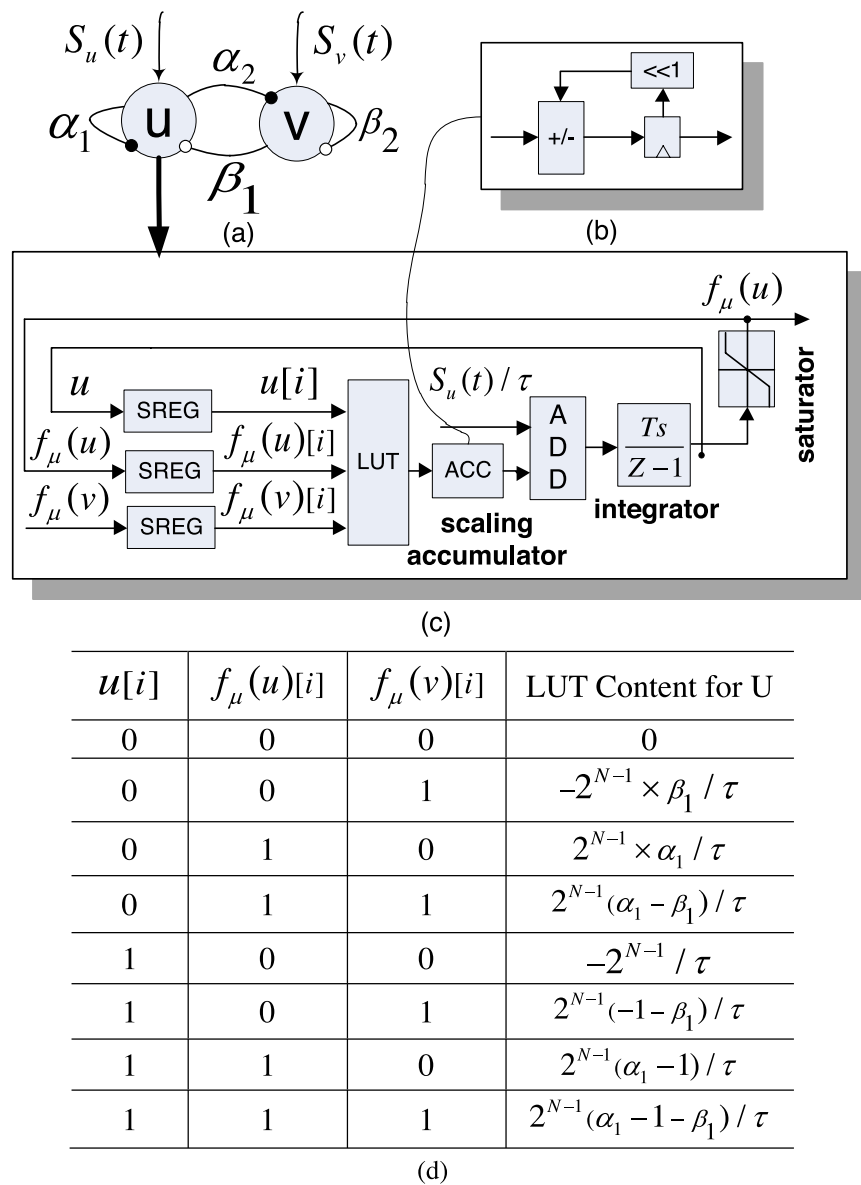 S_u(t) S_v(t)
α_1 u α_2 v β_2
β_1
(a)
<<1
+/-
(b)
f_μ(u)
u SREG u[i]
f_μ(u) SREG f_μ(u)[i]
f_μ(v) SREG f_μ(v)[i]
LUT
S_u(t) / τ
ACC
scaling
accumulator
A
D
D
Ts
Z − 1
integrator
saturator
(c)
u[i] f_μ(u)[i] f_μ(v)[i] LUT Content for U
0 0 0 0
0 0 1 −2^{N−1} × β_1 / τ
0 1 0 2^{N−1} × α_1 / τ
0 1 1 2^{N−1}(α_1 − β_1) / τ
1 0 0 −2^{N−1} / τ
1 0 1 2^{N−1}(−1 − β_1) / τ
1 1 0 2^{N−1}(α_1 − 1) / τ
1 1 1 2^{N−1}(α_1 − 1 − β_1) / τ
(d)